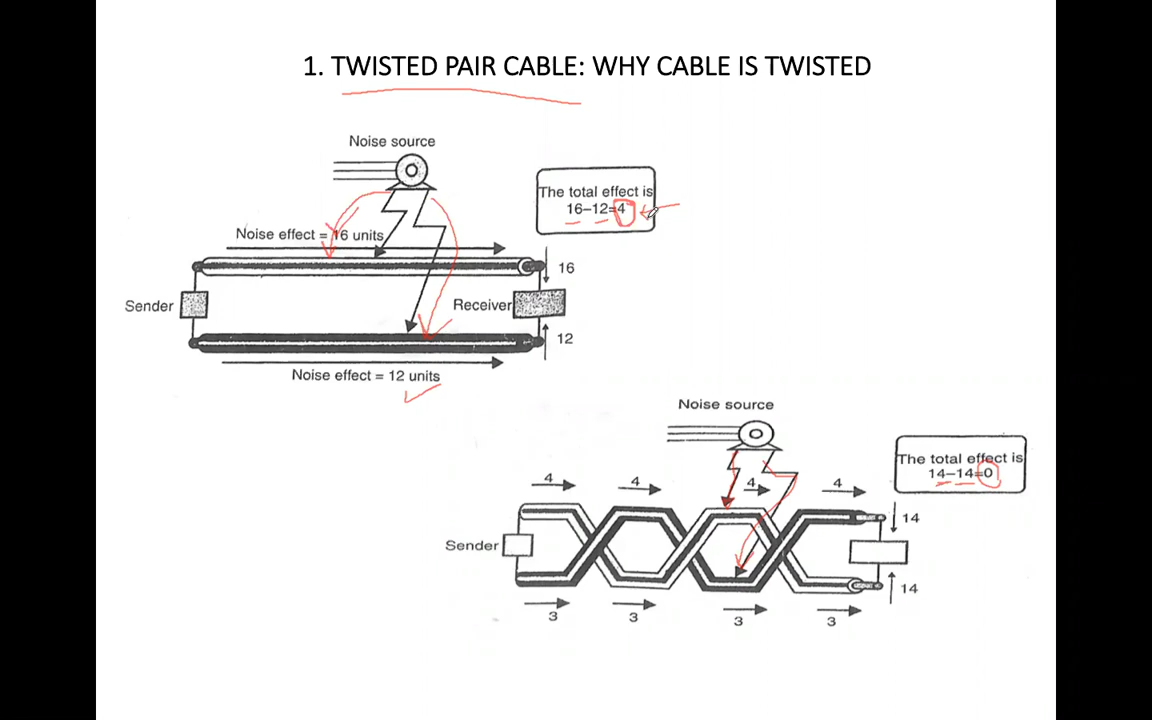 1. TWISTED PAIR CABLE: WHY CABLE IS TWISTED
Noise source
The total effect is
16–12=4
Noise effect = 16 units
16
Sender
Receiver
12
Noise effect = 12 units
Noise source
The total effect is
14–14=0
4
4
4
4
14
Sender
14
3
3
3
3